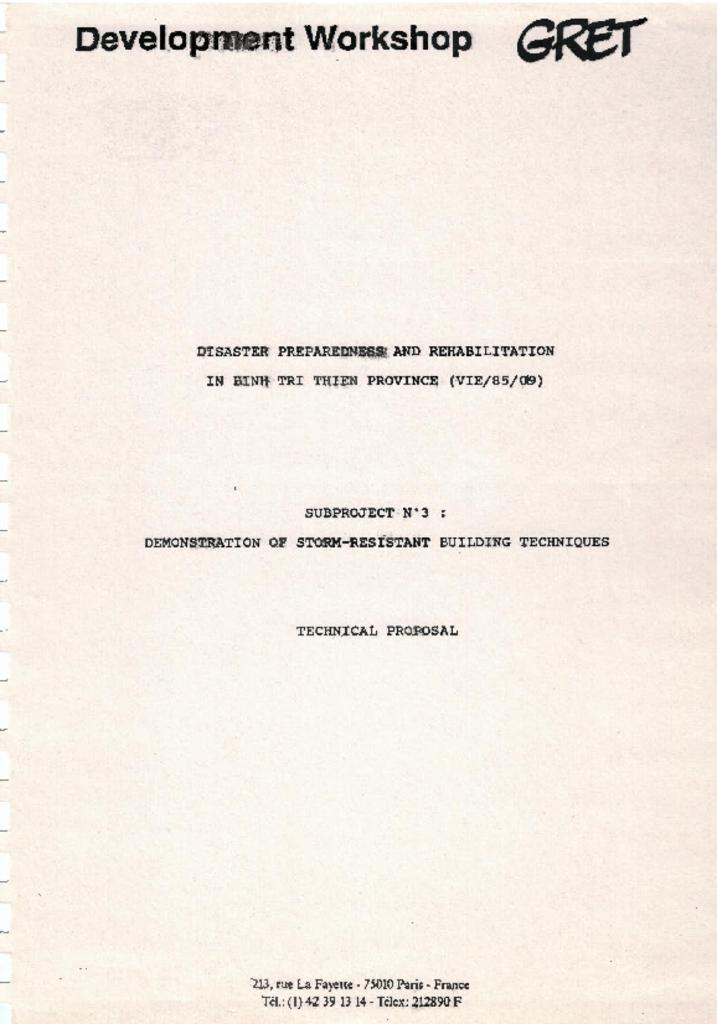 Development Workshop GRET
DISASTER PREPAREDNESS AND REHABILITATION
IN BINH TRI THIEN PROVINCE (VIE/85/09)
SUBPROJECT N°3 :
DEMONSTRATION OF STORM-RESISTANT BUILDING TECHNIQUES
TECHNICAL PROPOSAL
213, rue La Fayette - 75010 Paris - France
Tél.: (1) 42 39 13 14 - Télex: 212890 F